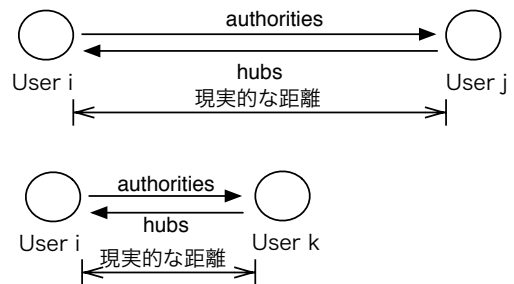 authorities
User i
User j
hubs
現実的な距離
authorities
hubs
User i
User k
現実的な距離